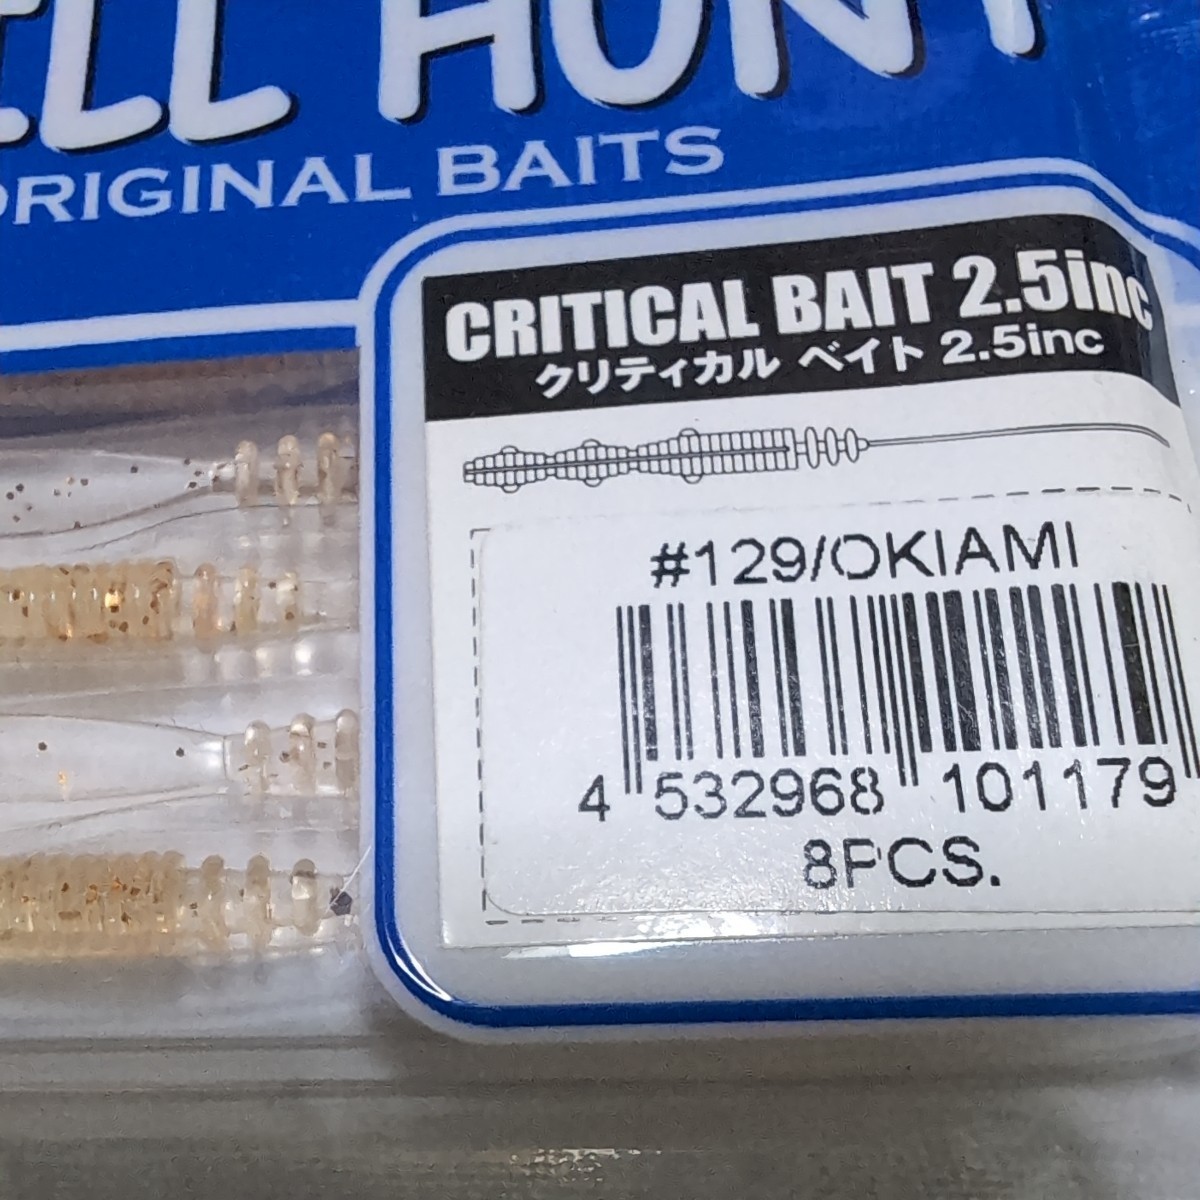 HUNT
ORIGINAL BAITS
CRITICAL BAIT 2.5inc
クリティカル ベイト 2.5inc
#129/OKIAMI
4 532968 101179
8PCS.